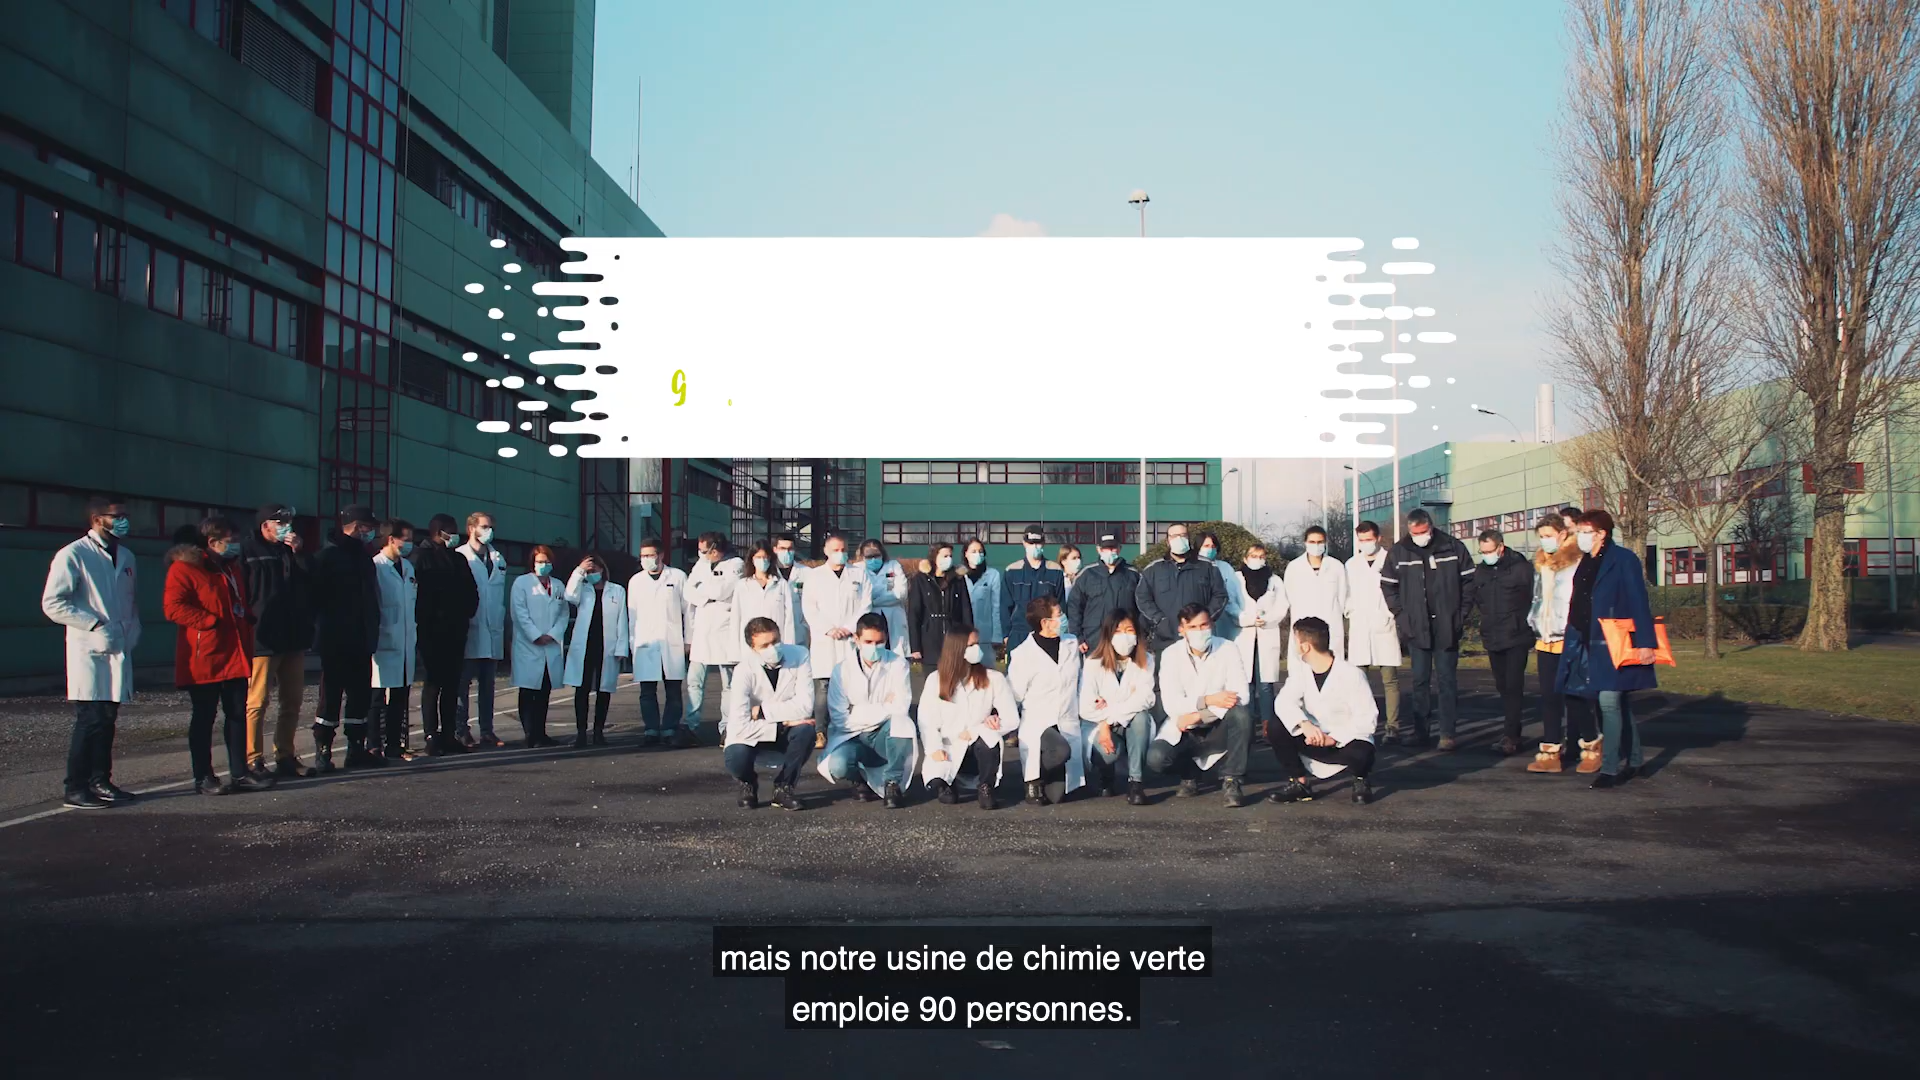 mais notre usine de chimie verte
emploie 90 personnes.